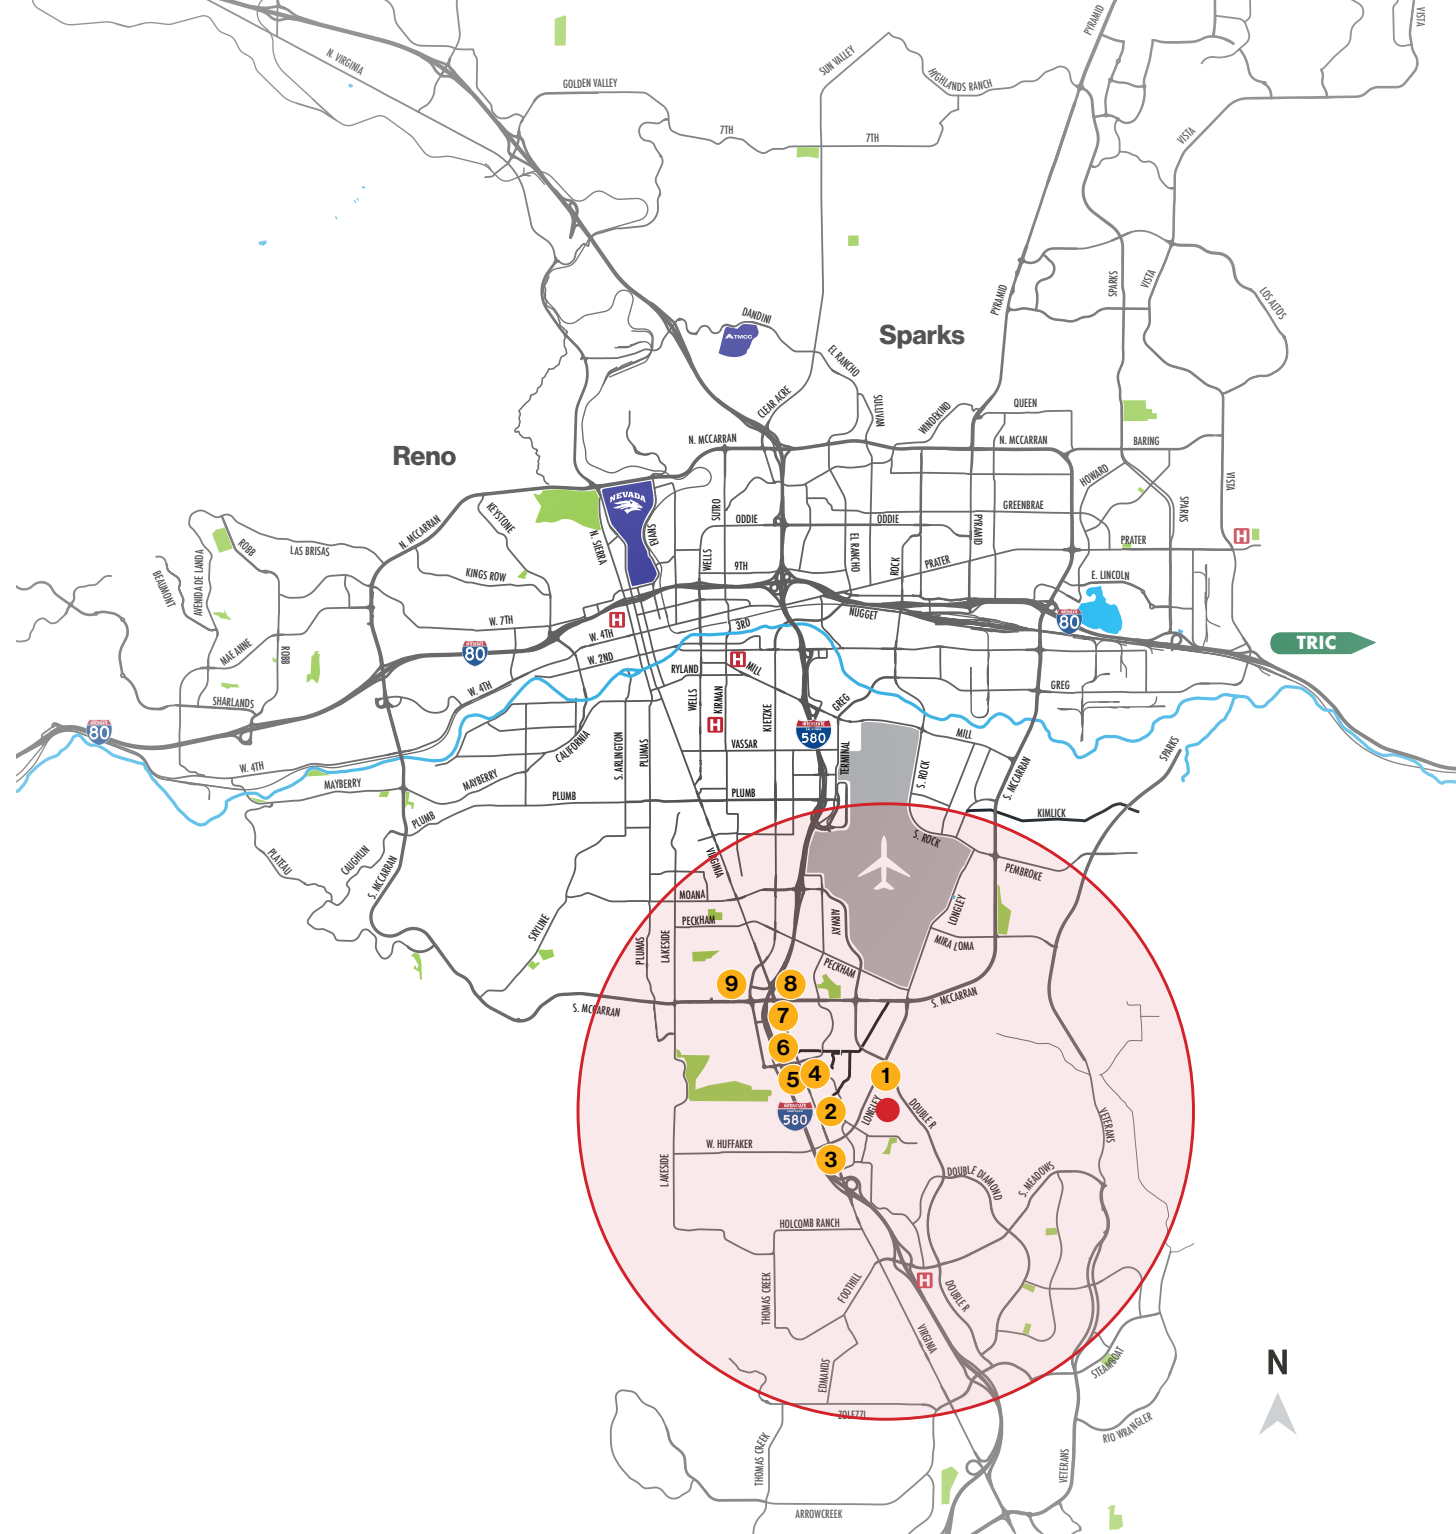 PYRAMID
VISTA
N. VIRGINIA
SUN VALLEY
HIGHLANDS RANCH
GOLDEN VALLEY
7TH
7TH
VISTA
SPARKS
VISTA
PYRAMID
LOS ALTOS
DANDINI
TMCC
Sparks
EL RANCHO
CLEAR ACRE
SULLIVAN
WINDEKIND
QUEEN
N. MCCARRAN
N. MCCARRAN
BARING
Reno
HOWARD
VISTA
NEVADA
KEYSTONE
SUTRO
GREENBRAE
SPARKS
N. MCCARRAN
ODDIE
ODDIE
PYRAMID
EVANS
N. SIERRA
ROBB
LAS BRISAS
EL RANCHO
PRATER
H
WELLS
9TH
ROCK
PRATER
BEAUMONT
AVENIDA DE LANDA
KINGS ROW
E. LINCOLN
NUGGET
W. 7TH
H
3RD
80
W. 4TH
TRIC
MAE ANNE
ROBB
80
W. 2ND
H
MILL
RYLAND
W. 4TH
GREG
SHARLANDS
WELLS
KIRMAN
GREG
KIETZKE
H
80
INTERSTATE
580
MILL
CALIFORNIA
S. ARLINGTON
PLUMAS
VASSAR
TERMINAL
SPARKS
W. 4TH
S. ROCK
S. MCCARRAN
MAYBERRY
MAYBERRY
PLUMB
PLUMB
KIMLICK
PLUMB
S. ROCK
PLATEAU
CAUGHLIN
S. MCCARRAN
VIRGINIA
PEMBROKE
MOANA
LONGLEY
SKYLINE
PECKHAM
AIRWAY
PLUMAS
LAKESIDE
MIRA LOMA
PECKHAM
9
8
S. MCCARRAN
S. MCCARRAN
7
6
5
4
1
2
580
LONGLEY
DOUBLE R
VETERANS
W. HUFFAKER
3
LAKESIDE
DOUBLE DIAMOND
S. MEADOWS
HOLCOMB RANCH
H
THOMAS CREEK
FOOTHILL
DOUBLE R
VIRGINIA
EDMANDS
STEAMBOAT
N
ZOLEZZI
RIO WRANGLER
THOMAS CREEK
VETERANS
ARROWCREEK